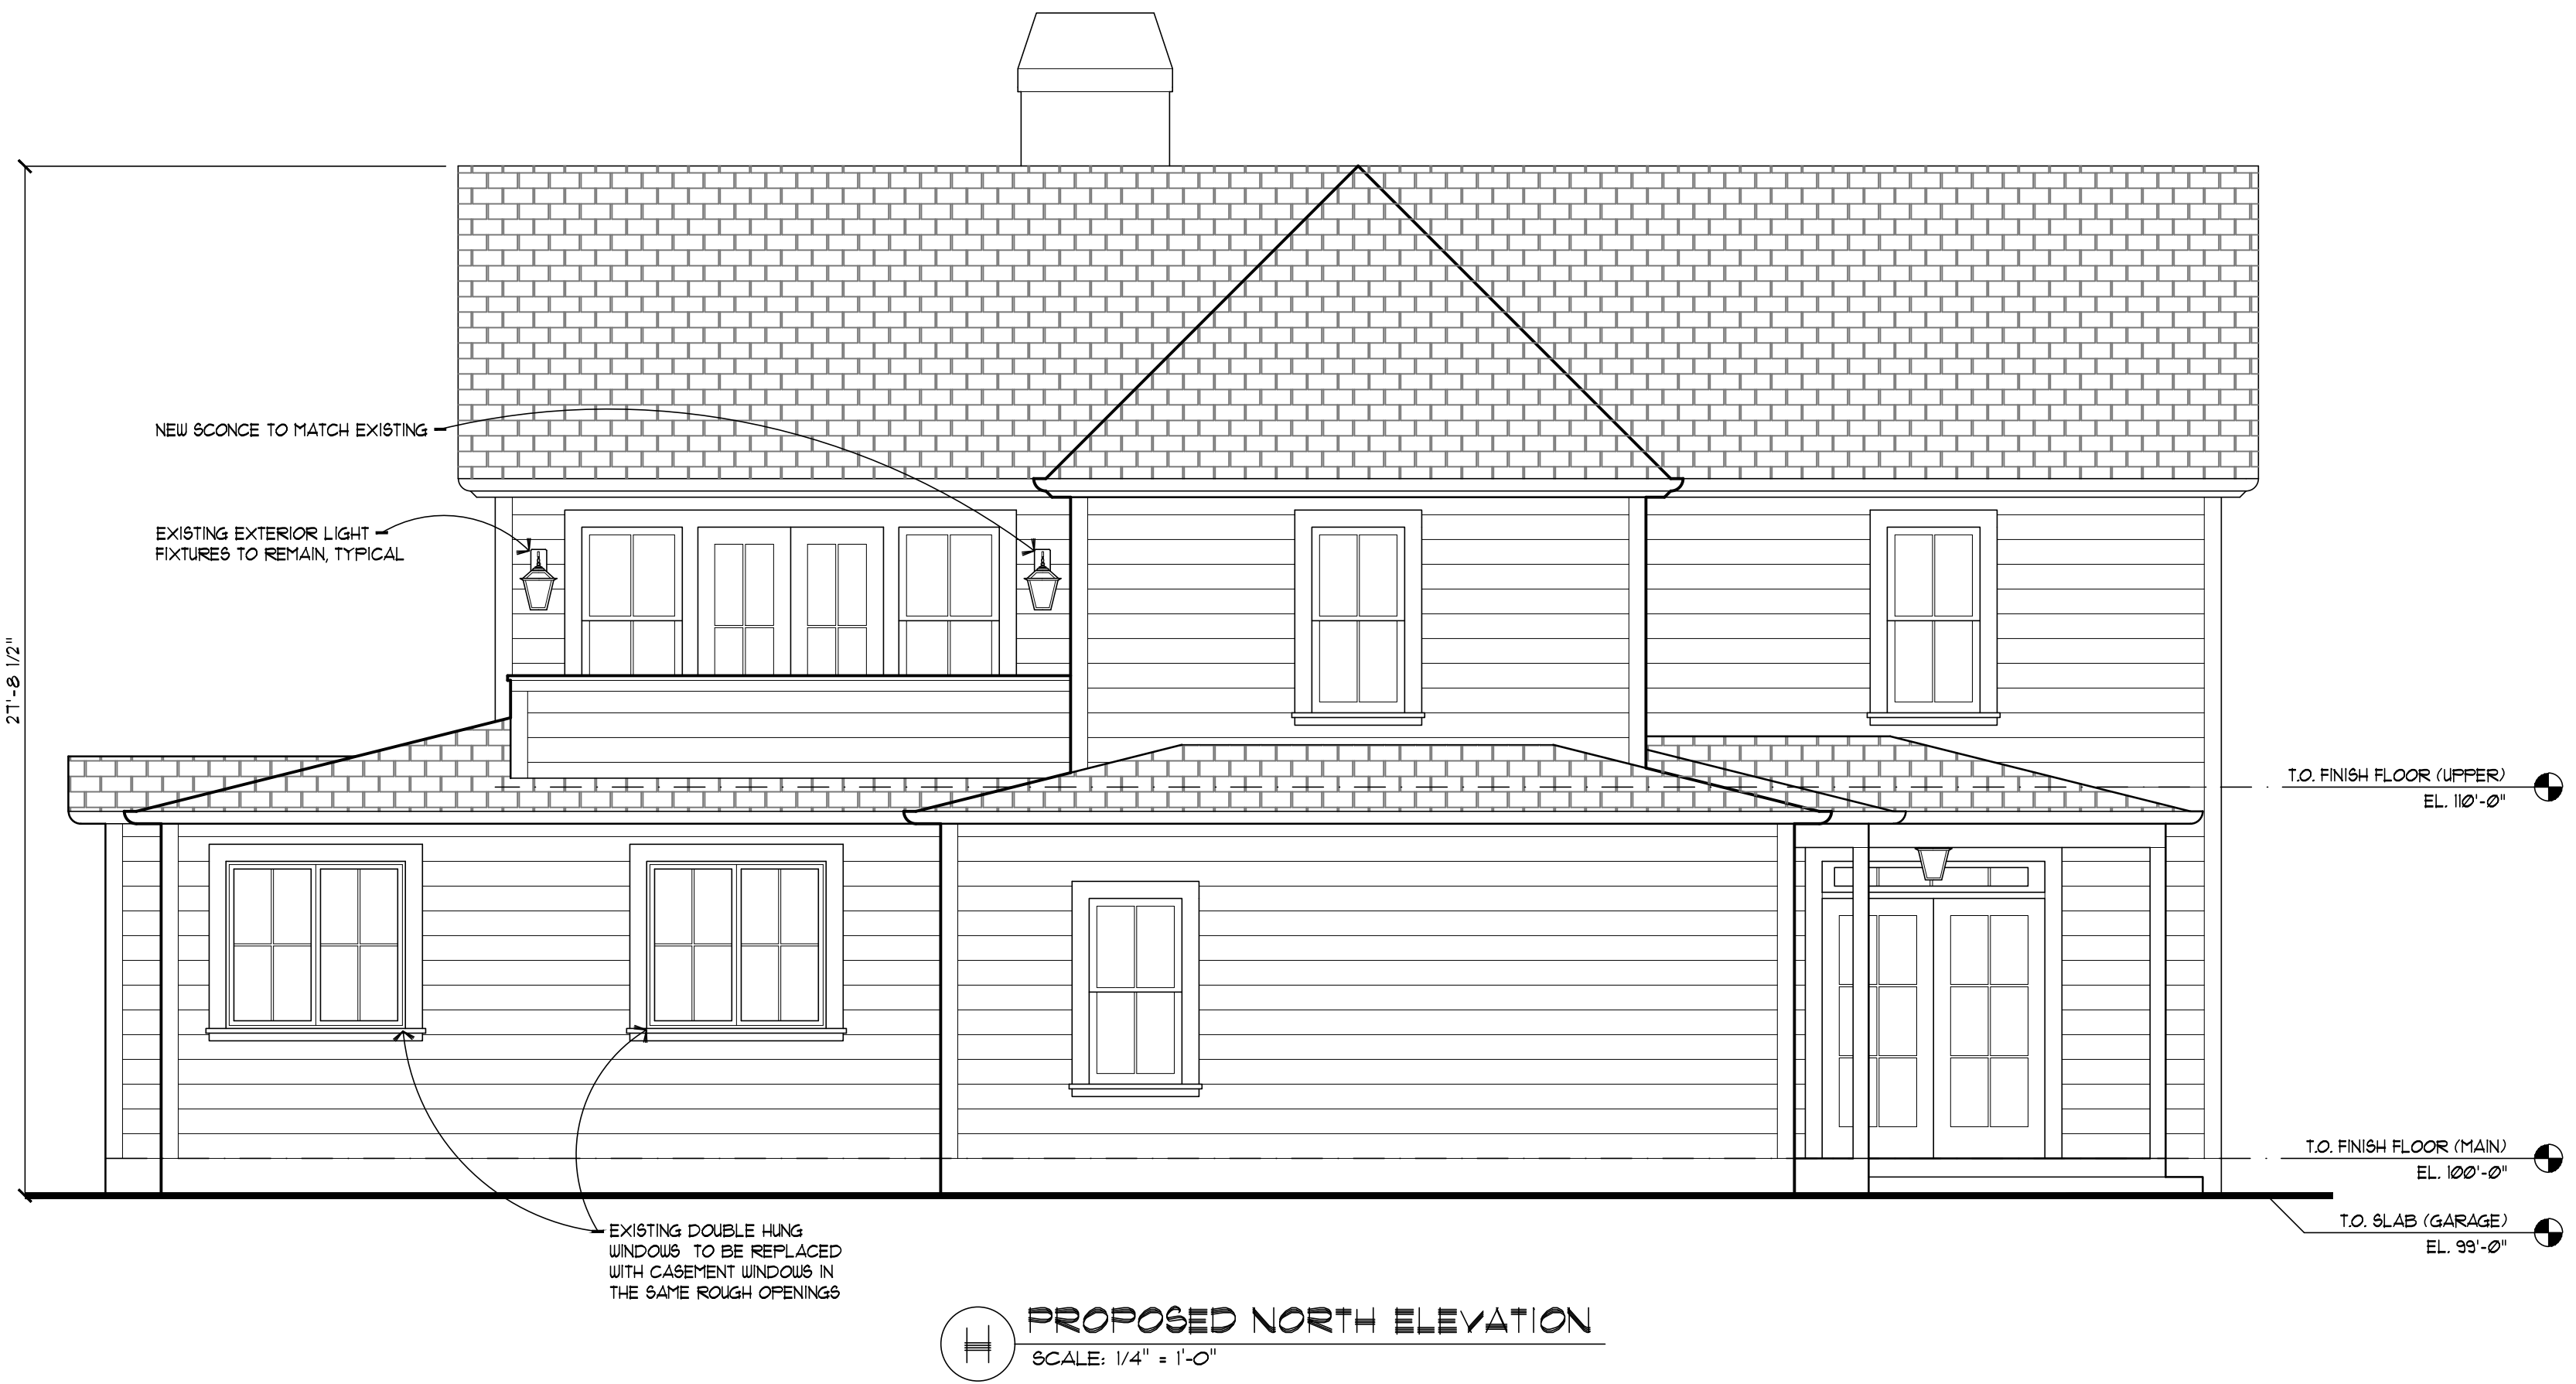 NEW SCONCE TO MATCH EXISTING
EXISTING EXTERIOR LIGHT
FIXTURES TO REMAIN, TYPICAL
27'-8 1/2"
T.O. FINISH FLOOR (UPPER)
EL. 110'-0"
T.O. FINISH FLOOR (MAIN)
EL. 100'-0"
T.O. SLAB (GARAGE)
EL. 99'-0"
EXISTING DOUBLE HUNG
WINDOWS TO BE REPLACED
WITH CASEMENT WINDOWS IN
THE SAME ROUGH OPENINGS
H
PROPOSED NORTH ELEVATION
SCALE: 1/4" = 1'-0"